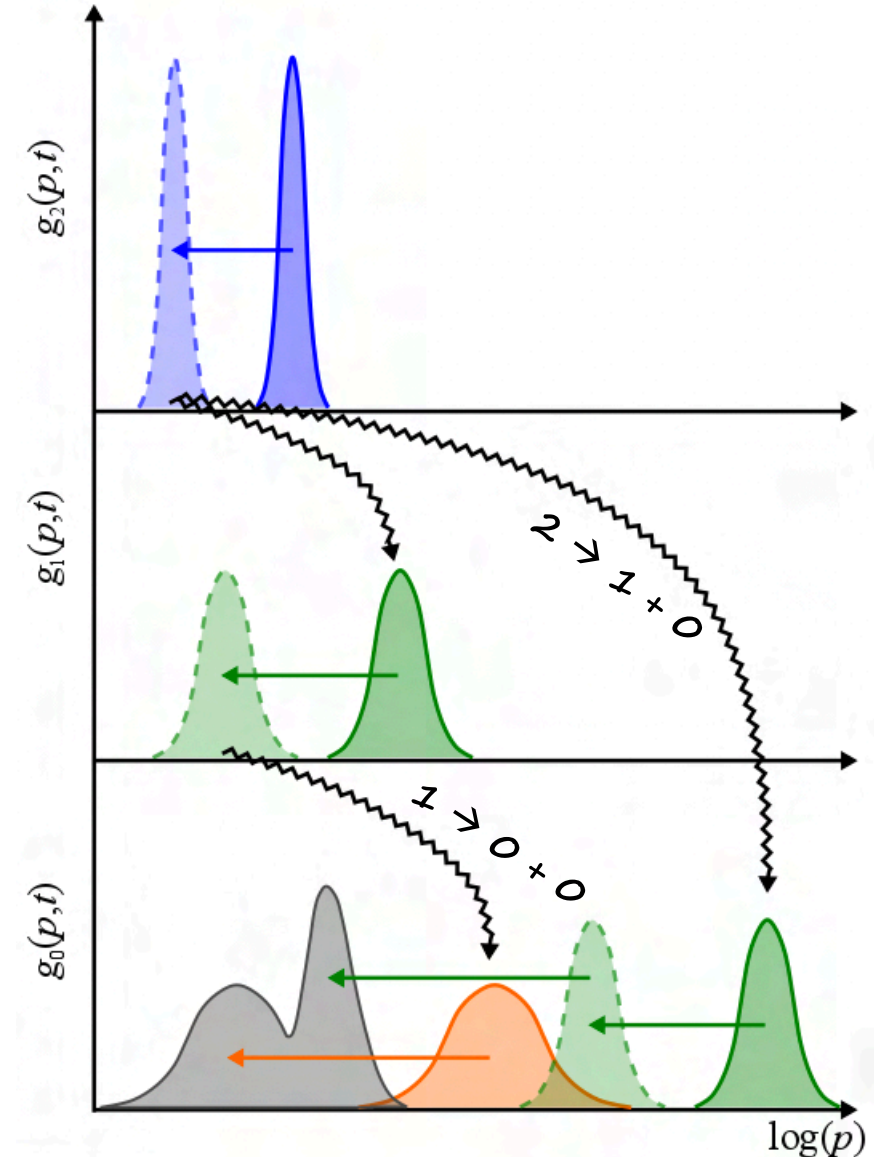 g₂(p,t)
g₁(p,t)
2 → 1 + 0
1 → 0 + 0
g₀(p,t)
log(p)